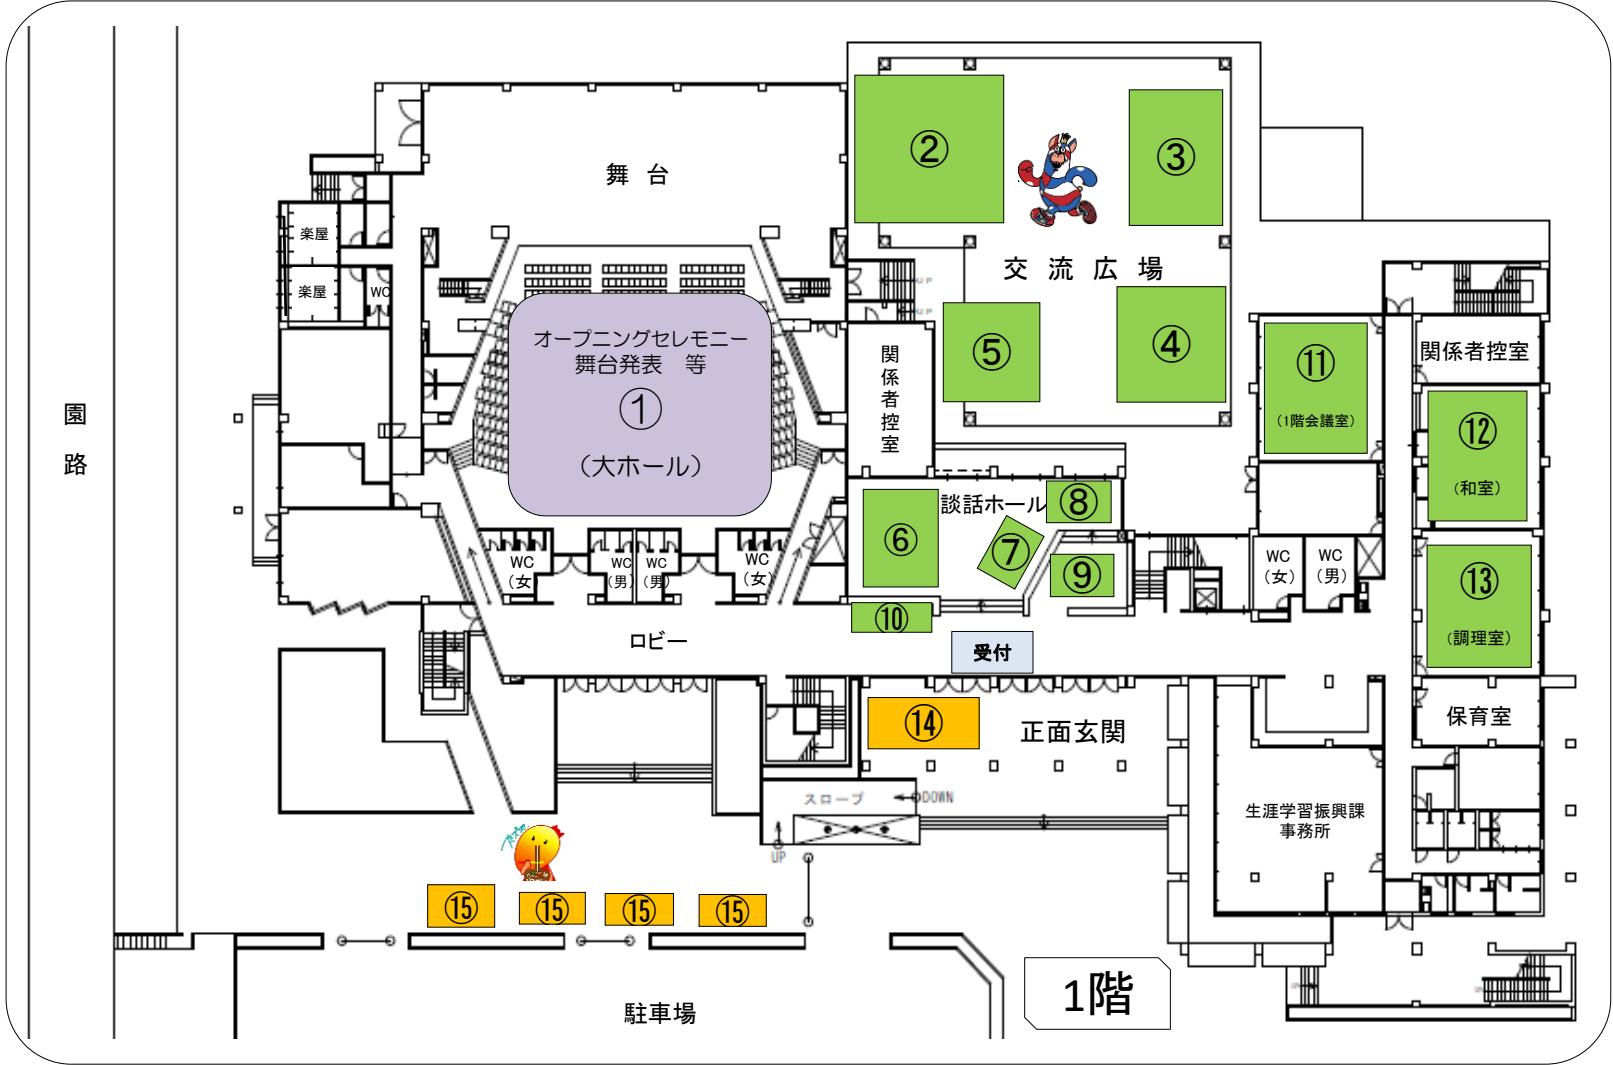 舞 台
楽屋
楽屋
WC
オープニングセレモニー
舞台発表 等
①
(大ホール)
②
③
交 流 広 場
④
⑤
UP
UP
関係者控室
園路
談話ホール
⑥
⑦
⑧
⑨
⑩
⑪
(1階会議室)
関係者控室
⑫
(和室)
⑬
(調理室)
保育室
WC
(女)
WC
(男)
WC
(男)
WC
(女)
WC
(女)
WC
(男)
ロビー
受付
⑭
正面玄関
スロープ
DOWN
UP
生涯学習振興課
事務所
⑮
⑮
⑮
⑮
駐車場
1階